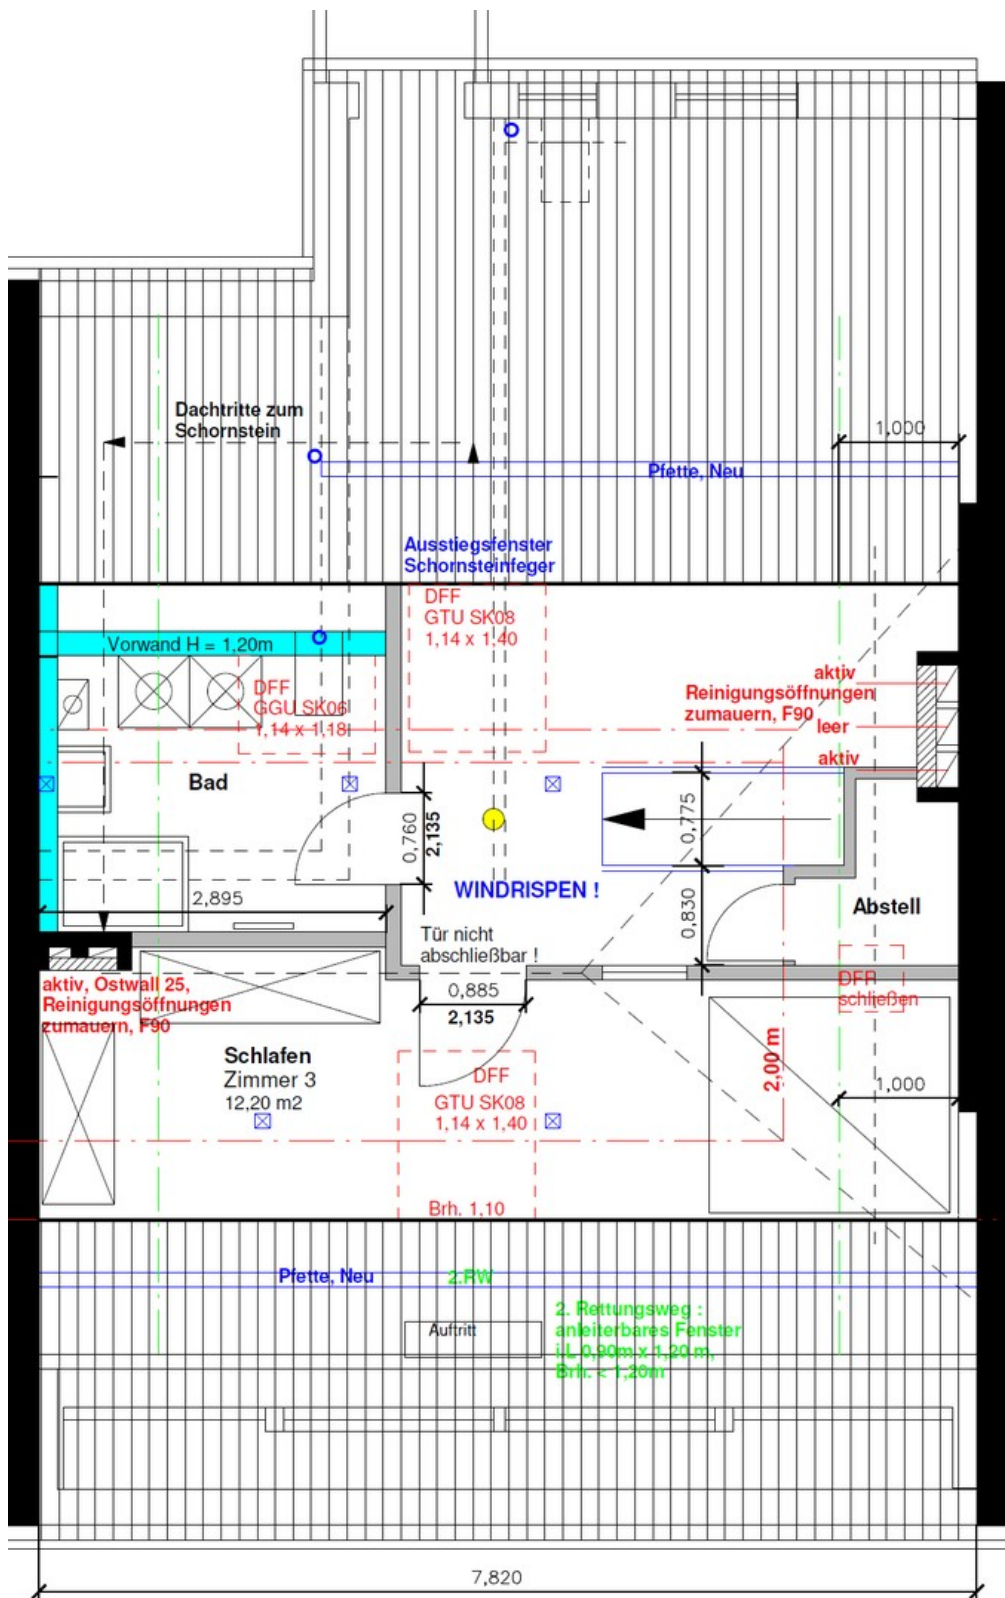 Dachtritte zum
Schornstein
1,000
Pfette, Neu
Ausstiegsfenster
Schornsteinfeger
DFF
GTU SK08
1,14 x 1,40
Vorwand H = 1,20m
DFF
GGU SK06
1,14 x 1,18
aktiv
Reinigungsöffnungen
zumauern, F90
leer
aktiv
Bad
0,760
2,135
0,775
WINDRISPEN !
2,895
0,830
Abstell
Tür nicht
abschließbar !
aktiv, Ostwall 25,
Reinigungsöffnungen
zumauern, F90
0,885
2,135
DFF
schließen
Schlafen
Zimmer 3
12,20 m2
2,00 m
1,000
DFF
GTU SK08
1,14 x 1,40
Brh. 1,10
Pfette, Neu
2.RW
2. Rettungsweg :
anleiterbares Fenster
i.L 0,90m x 1,20 m,
Brh. < 1,20m
Auftritt
7,820